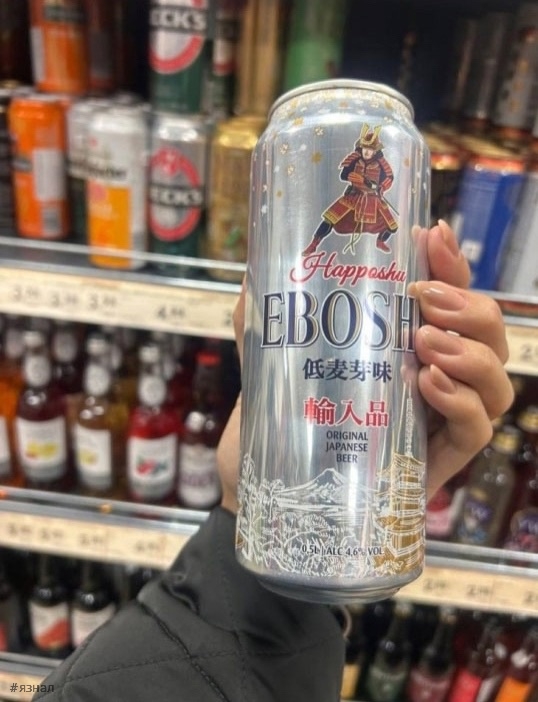 ECK'S
BECK'S
Happoshu
EBOSH
低麦芽味
輸入品
ORIGINAL
JAPANESE
BEER
0,5L ALC 4,6% VOL
#язнал